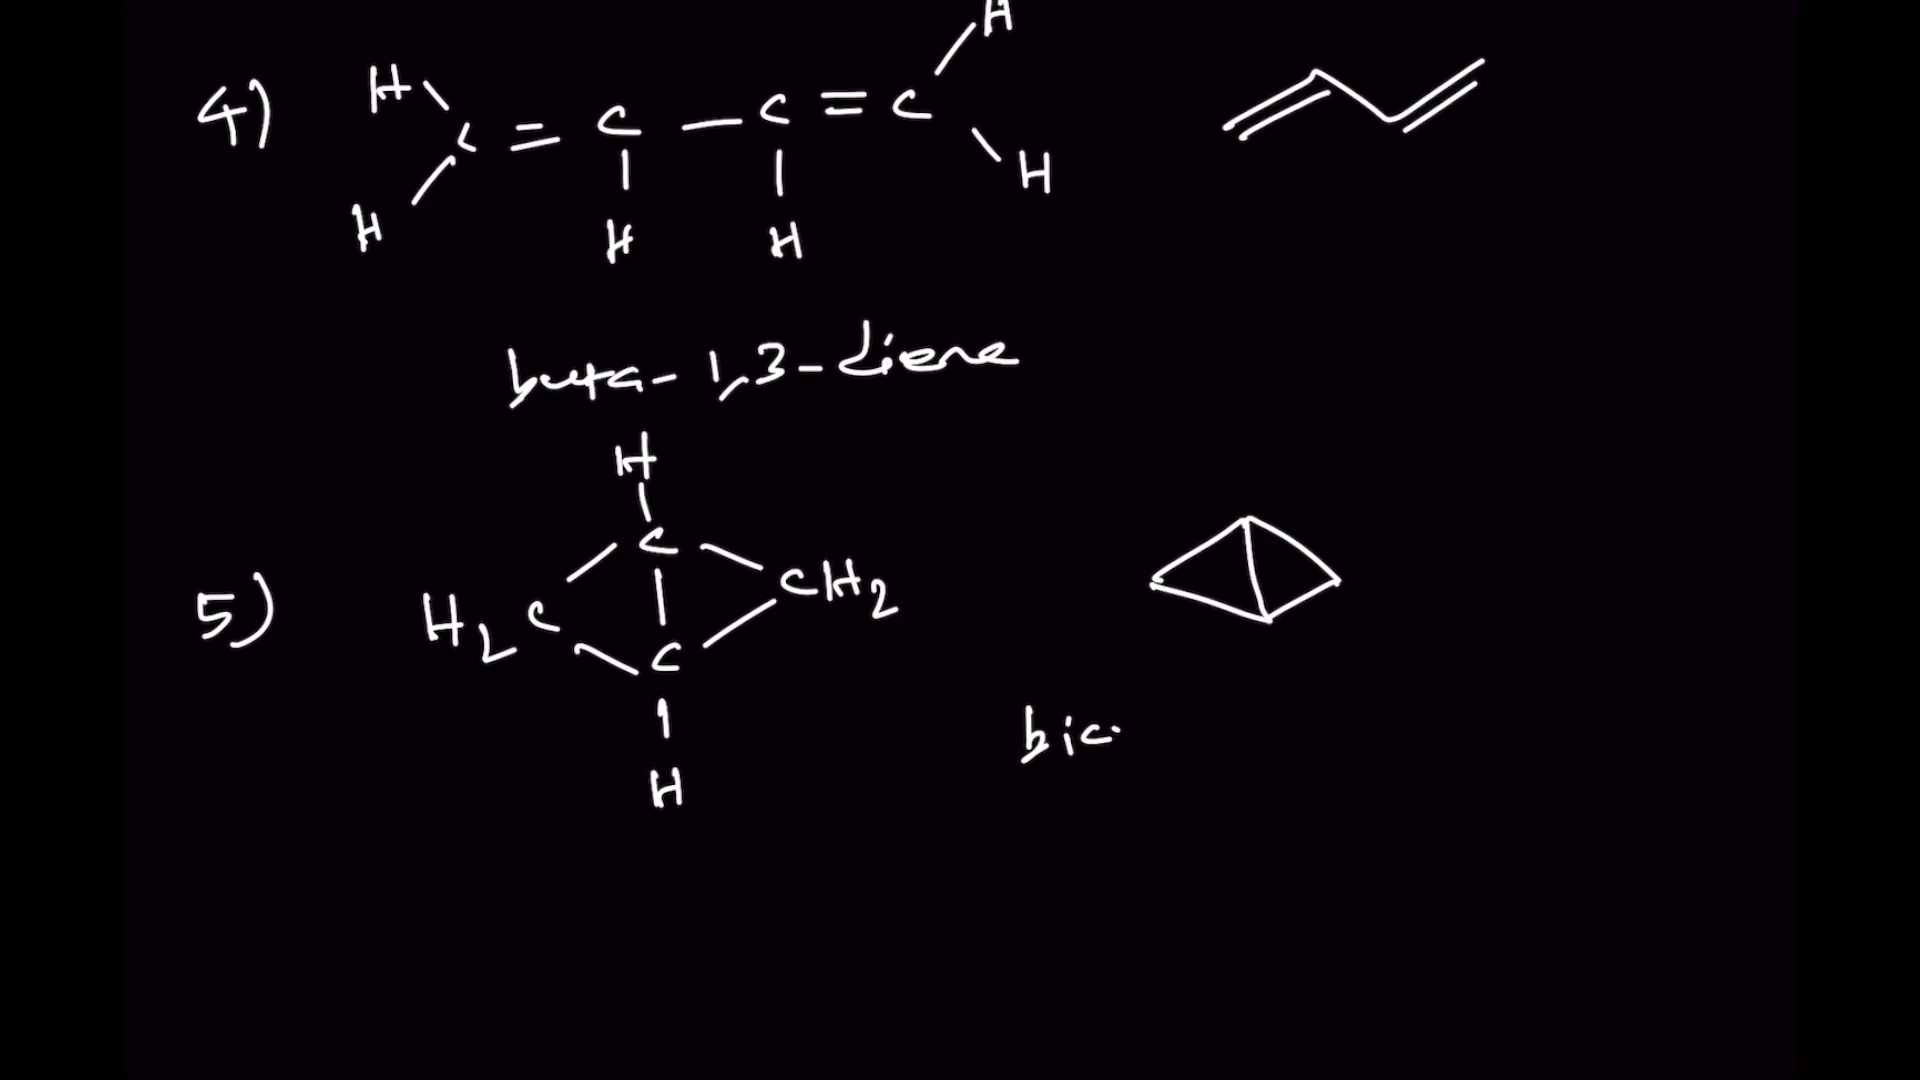 H
4) H C = C — C = C
H H H H
buta-1,3-diene
H
C
5) H2C CH2
C
H
bic